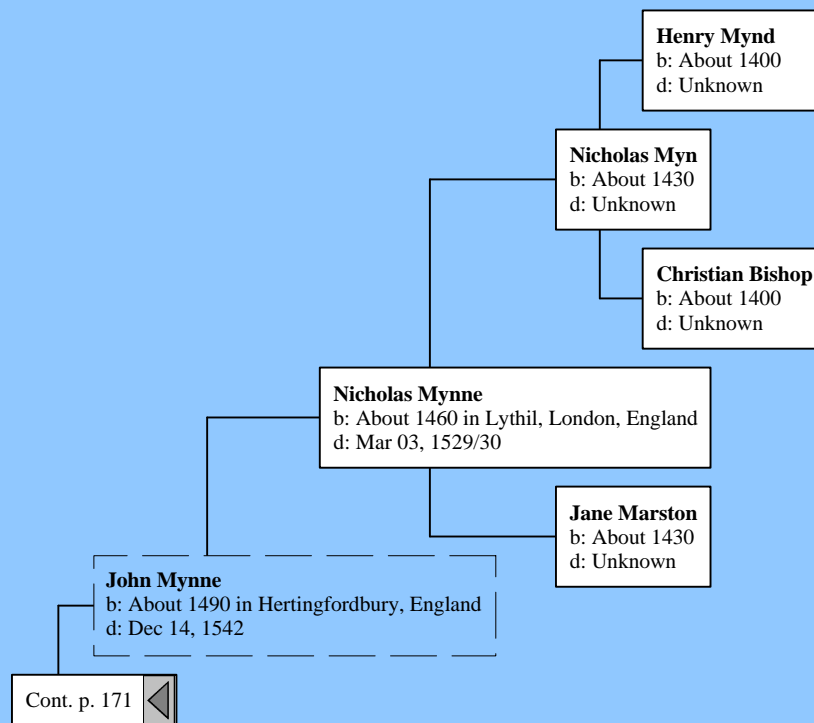 Henry Mynd
b: About 1400
d: Unknown
Nicholas Myn
b: About 1430
d: Unknown
Christian Bishop
b: About 1400
d: Unknown
Nicholas Mynne
b: About 1460 in Lythil, London, England
d: Mar 03, 1529/30
Jane Marston
b: About 1430
d: Unknown
John Mynne
b: About 1490 in Hertingfordbury, England
d: Dec 14, 1542
Cont. p. 171